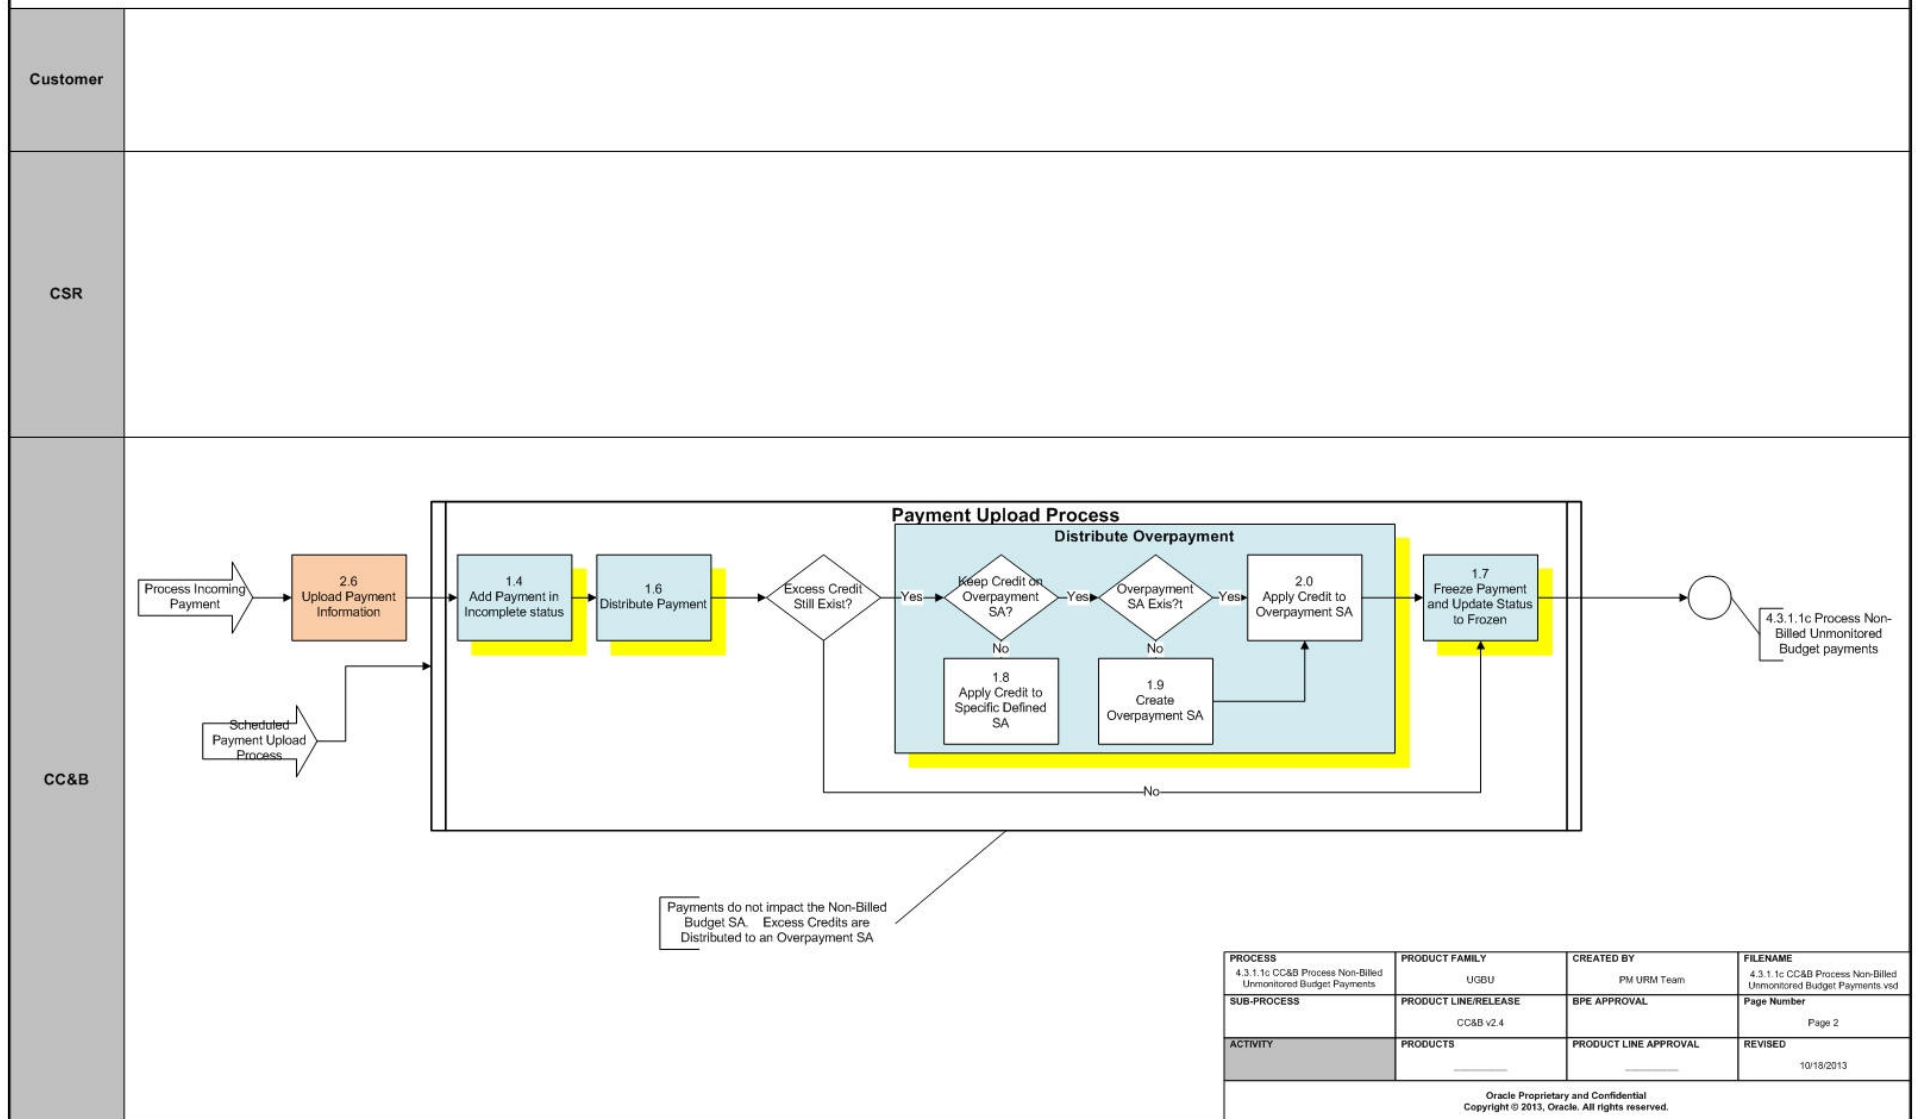 Customer
CSR
CC&B
Payment Upload Process
Distribute Overpayment
Process Incoming
Payment
2.6
Upload Payment
Information
1.4
Add Payment in
Incomplete status
1.6
Distribute Payment
Excess Credit
Still Exist?
Yes
Keep Credit on
Overpayment
SA?
Yes
Overpayment
SA Exis?t
Yes
2.0
Apply Credit to
Overpayment SA
1.7
Freeze Payment
and Update Status
to Frozen
4.3.1.1c Process Non-
Billed Unmonitored
Budget payments
No
No
1.8
Apply Credit to
Specific Defined
SA
1.9
Create
Overpayment SA
Scheduled
Payment Upload
Process
No
Payments do not impact the Non-Billed
Budget SA. Excess Credits are
Distributed to an Overpayment SA
PROCESS
4.3.1.1c CC&B Process Non-Billed
Unmonitored Budget Payments
PRODUCT FAMILY
UGBU
CREATED BY
PM URM Team
FILENAME
4.3.1.1c CC&B Process Non-Billed
Unmonitored Budget Payments.vsd
SUB-PROCESS
PRODUCT LINE/RELEASE
CC&B v2.4
BPE APPROVAL
Page Number
Page 2
ACTIVITY
PRODUCTS
PRODUCT LINE APPROVAL
REVISED
10/18/2013
Oracle Proprietary and Confidential
Copyright © 2013, Oracle. All rights reserved.